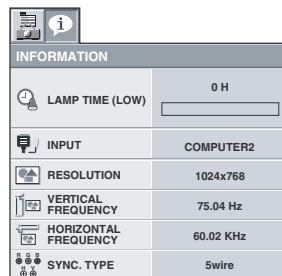 i
INFORMATION
LAMP TIME (LOW)
0 H
INPUT
COMPUTER2
RESOLUTION
1024x768
VERTICAL
FREQUENCY
75.04 Hz
HORIZONTAL
FREQUENCY
60.02 KHz
R G B
H V
SYNC. TYPE
5wire